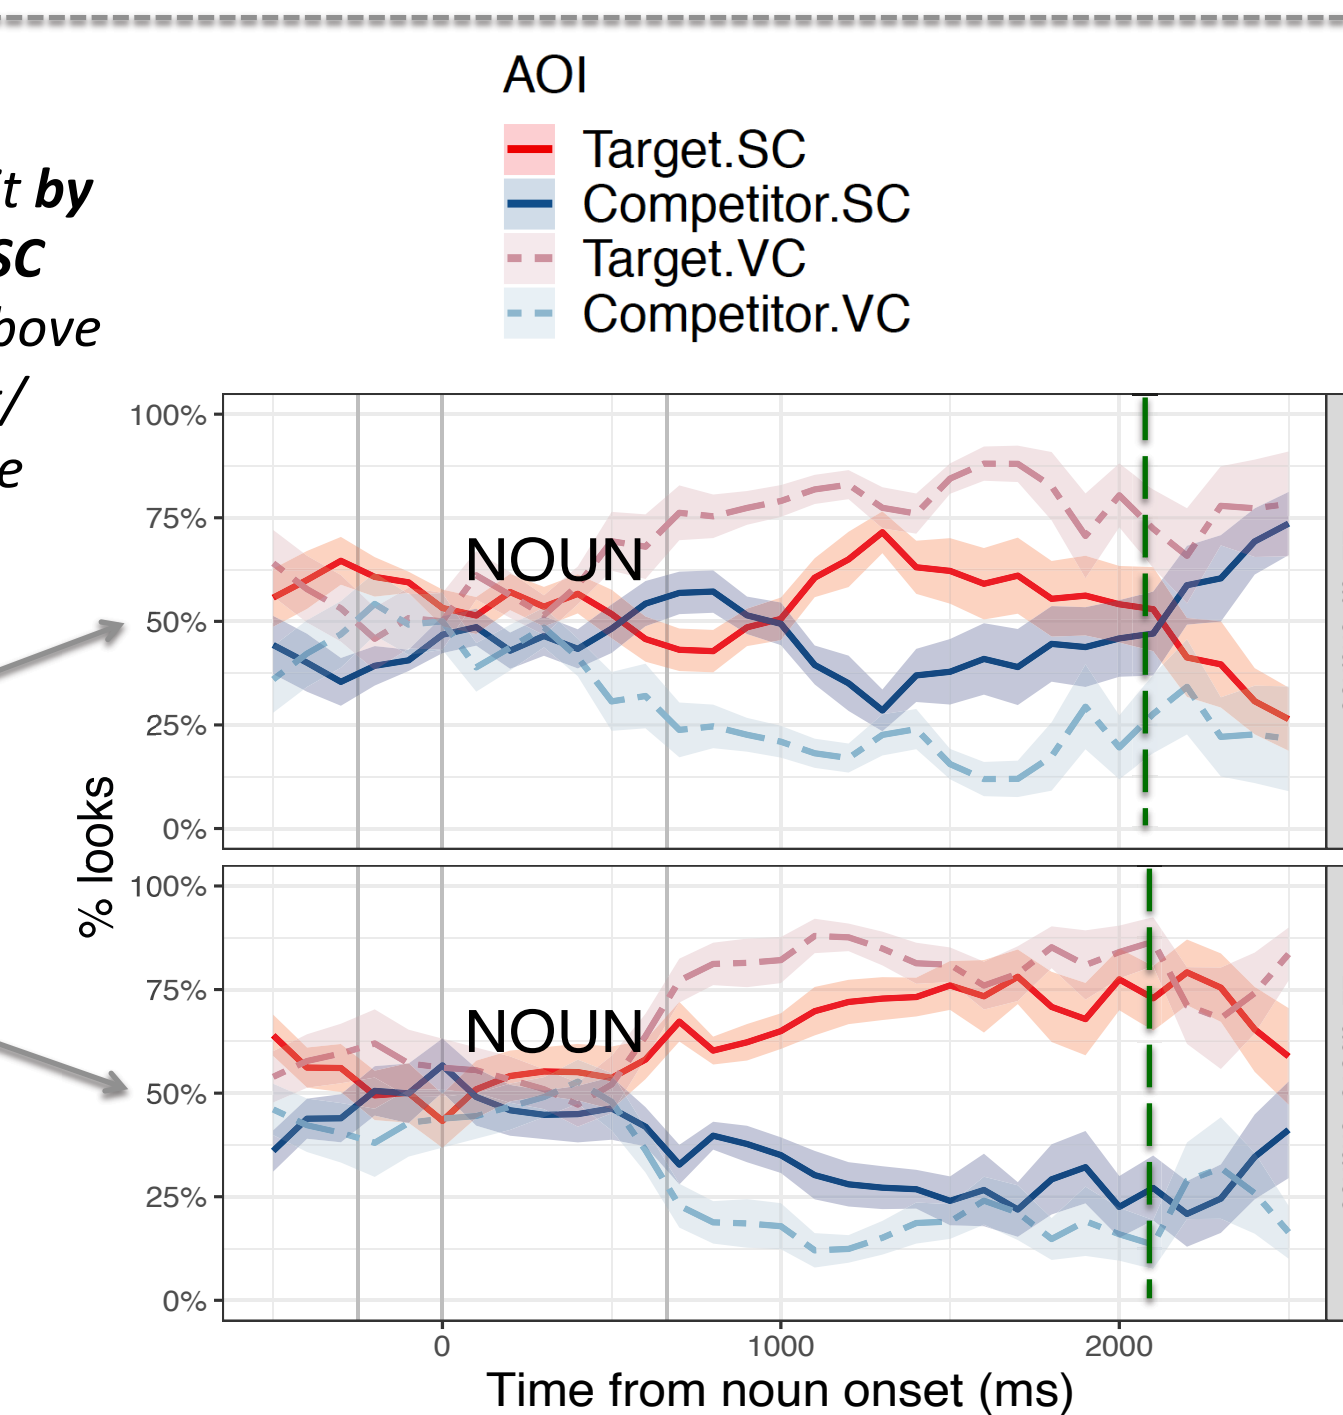 AOI
Target.SC
Competitor.SC
Target.VC
Competitor.VC
by
SC
e
100%
75%
NOUN
50%
25%
0%
% looks
100%
75%
NOUN
50%
25%
0%
0 1000 2000
Time from noun onset (ms)